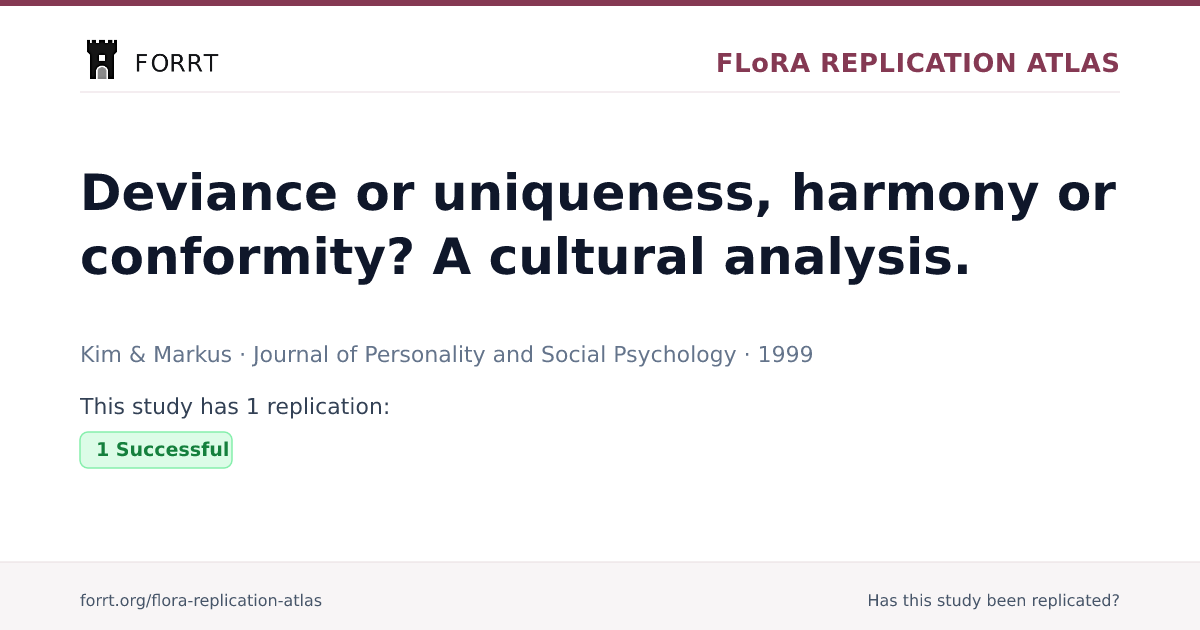 FORRT
FLoRA REPLICATION ATLAS
Deviance or uniqueness, harmony or
conformity? A cultural analysis.
Kim & Markus · Journal of Personality and Social Psychology · 1999
This study has 1 replication:
1 Successful
forrt.org/flora-replication-atlas
Has this study been replicated?